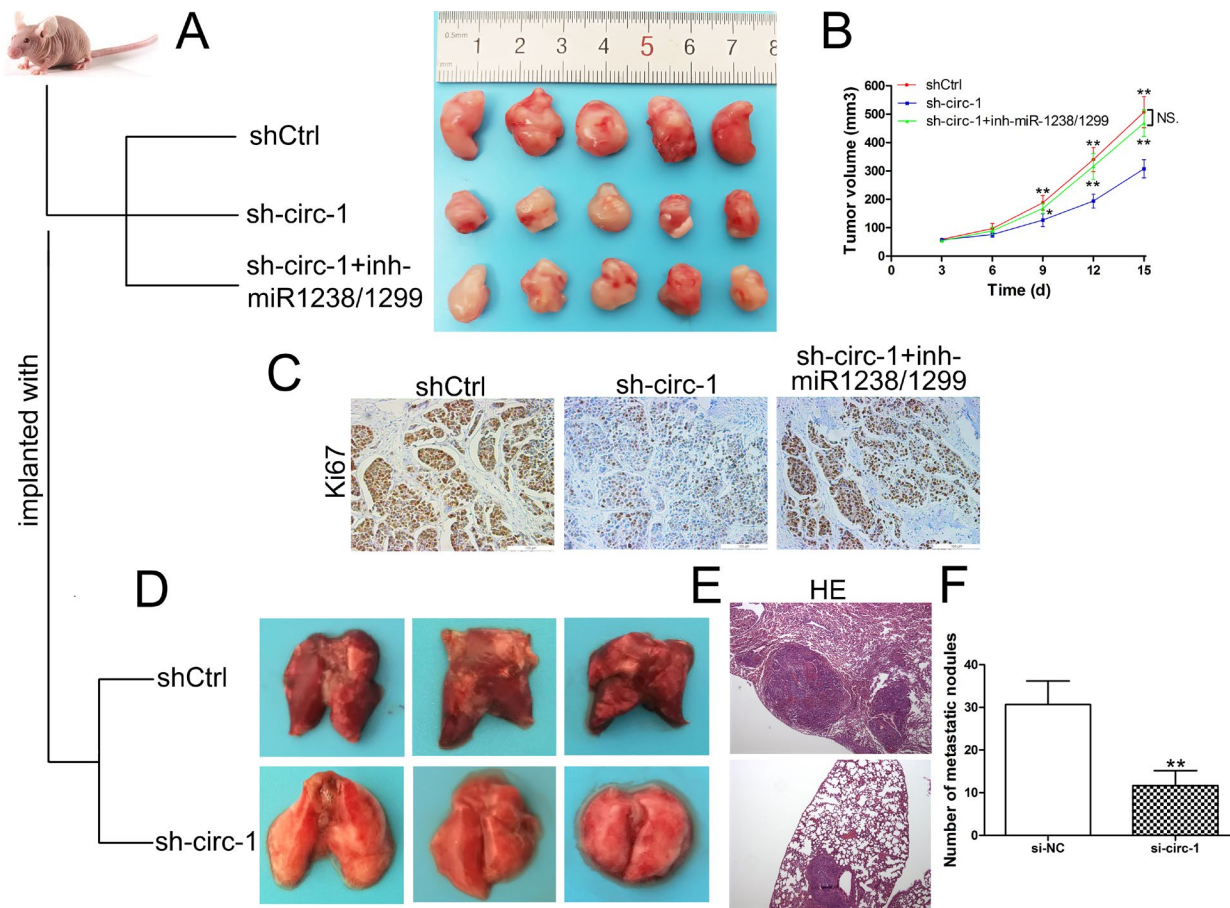 A
0.5mm
mm
1 2 3 4 5 6 7 8
shCtrl
sh-circ-1
sh-circ-1+inh-
miR1238/1299
B
Tumor volume (mm3)
600
500
400
300
200
100
0
0 3 6 9 12 15
Time (d)
shCtrl
sh-circ-1
sh-circ-1+inh-miR-1238/1299
**
**
**
**
*
**
NS.
implanted with
C
shCtrl
sh-circ-1
sh-circ-1+inh-
miR1238/1299
Ki67
D
shCtrl
sh-circ-1
E
HE
F
Number of metastatic nodules
40
30
20
10
0
**
si-NC
si-circ-1